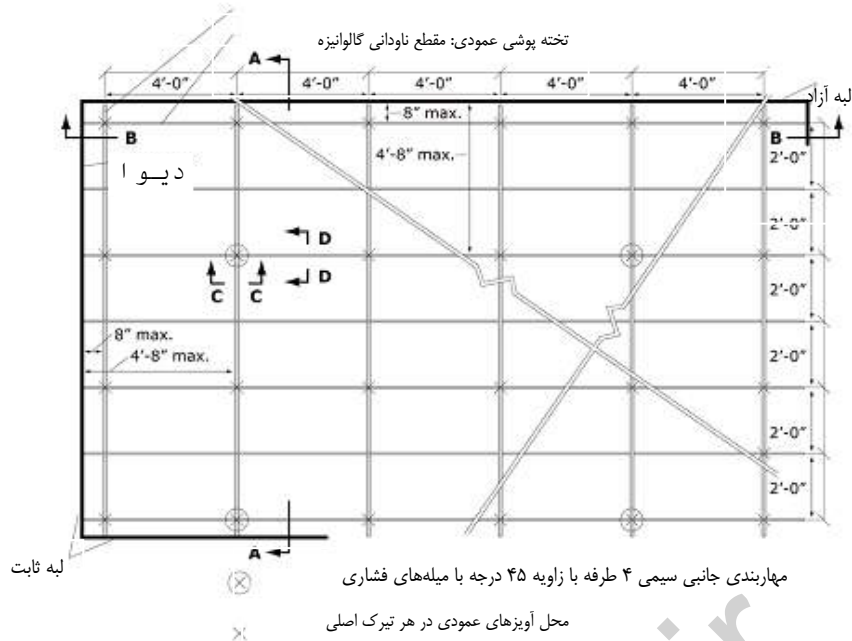 تخته پوشی عمودی: مقطع ناودانی گالوانیزه
A
4'-0" 4'-0" 4'-0" 4'-0" 4'-0"
لبه آزاد
8" max.
B B
4'-8" max.
2'-0"
دیوا
2'-0"
D
D
C C
2'-0"
8" max.
4'-8" max.
2'-0"
2'-0"
2'-0"
A
لبه ثابت
مهاربندی جانبی سیمی ۴ طرفه با زاویه ۴۵ درجه با میله‌های فشاری
محل آویزهای عمودی در هر تیرک اصلی